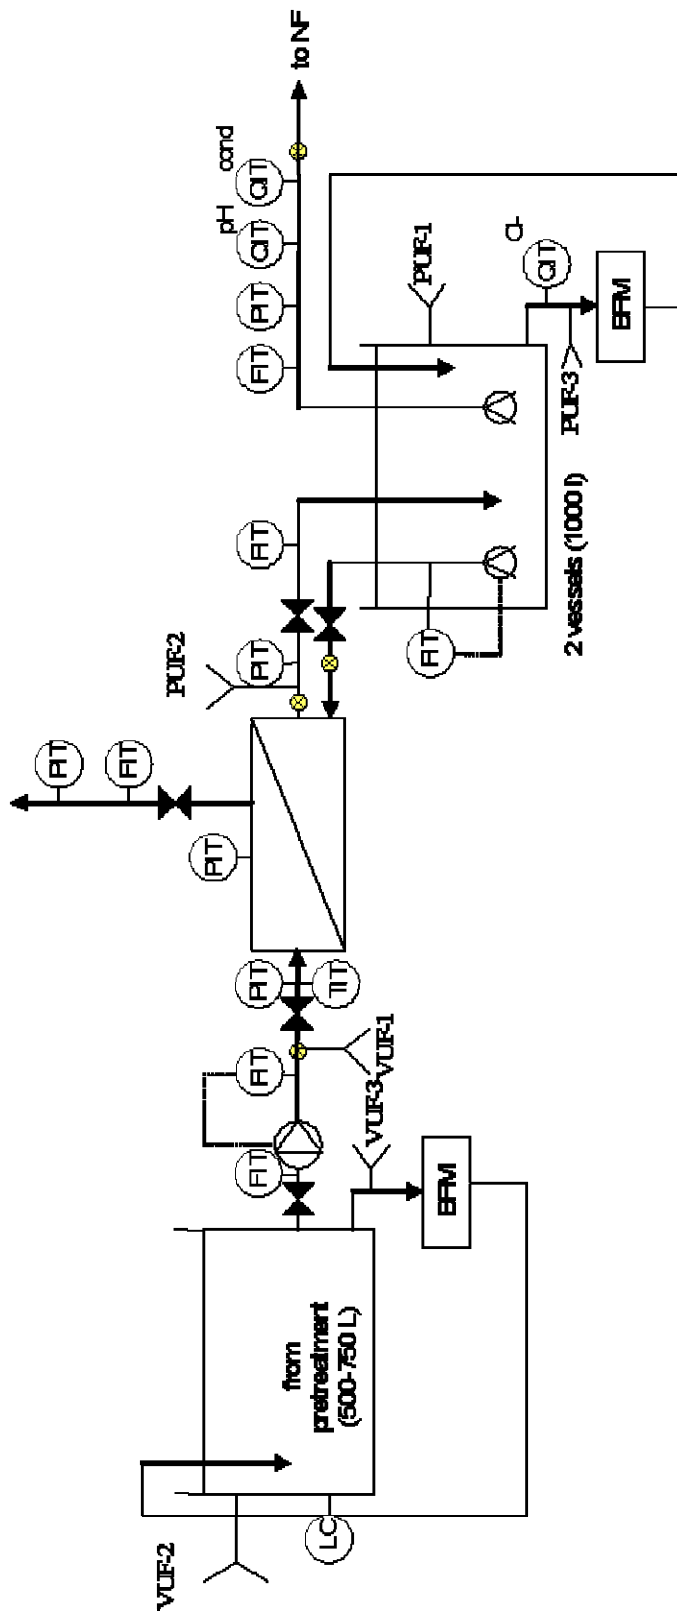 VUF-2
LC
from
pretreatment
(500-750 L)
PIT
FIT
VUF-3
VUF-1
BFM
PIT
TIT
PIT
FIT
PIT
PUF-2
PIT
FIT
FIT
2 vessels (1000 l)
FIT
PIT
pH
QIT
cond
QIT
to NF
PUF-1
PUF-3
Cl-
QIT
BFM